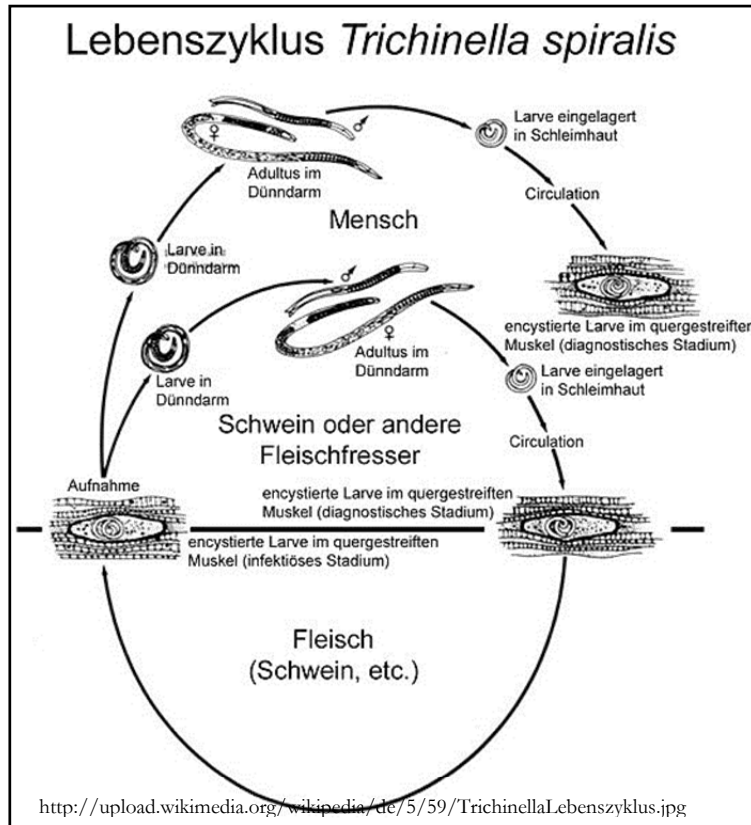 Lebenszyklus Trichinella spiralis
♂
♀
Adultus im
Dünndarm
Larve eingelagert
in Schleimhaut
Circulation
Mensch
Larve in
Dünndarm
encystierte Larve im quergestreiften
Muskel (diagnostisches Stadium)
♂
♀
Adultus im
Dünndarm
Larve in
Dünndarm
Larve eingelagert
in Schleimhaut
Circulation
Schwein oder andere
Fleischfresser
Aufnahme
encystierte Larve im quergestreiften
Muskel (diagnostisches Stadium)
encystierte Larve im quergestreiften
Muskel (infektiöses Stadium)
Fleisch
(Schwein, etc.)
http://upload.wikimedia.org/wikipedia/de/5/59/TrichinellaLebenszyklus.jpg